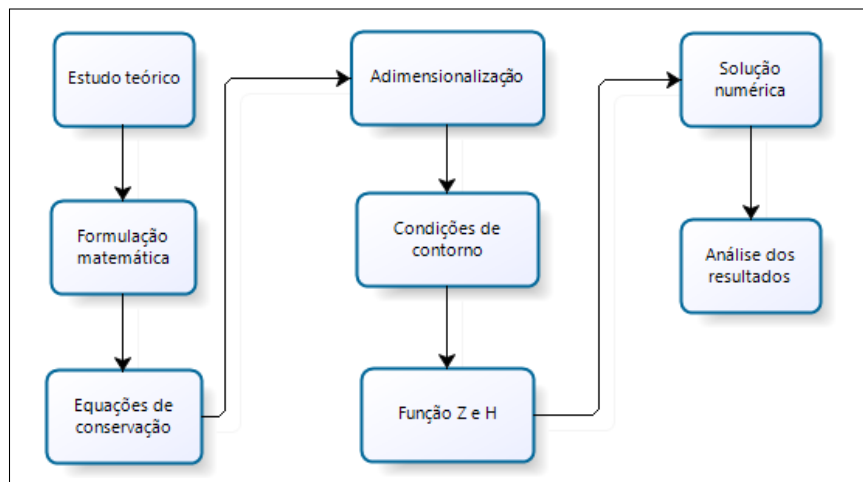 Estudo teórico
Formulação
matemática
Equações de
conservação
Adimensionalização
Condições de
contorno
Função Z e H
Solução
numérica
Análise dos
resultados